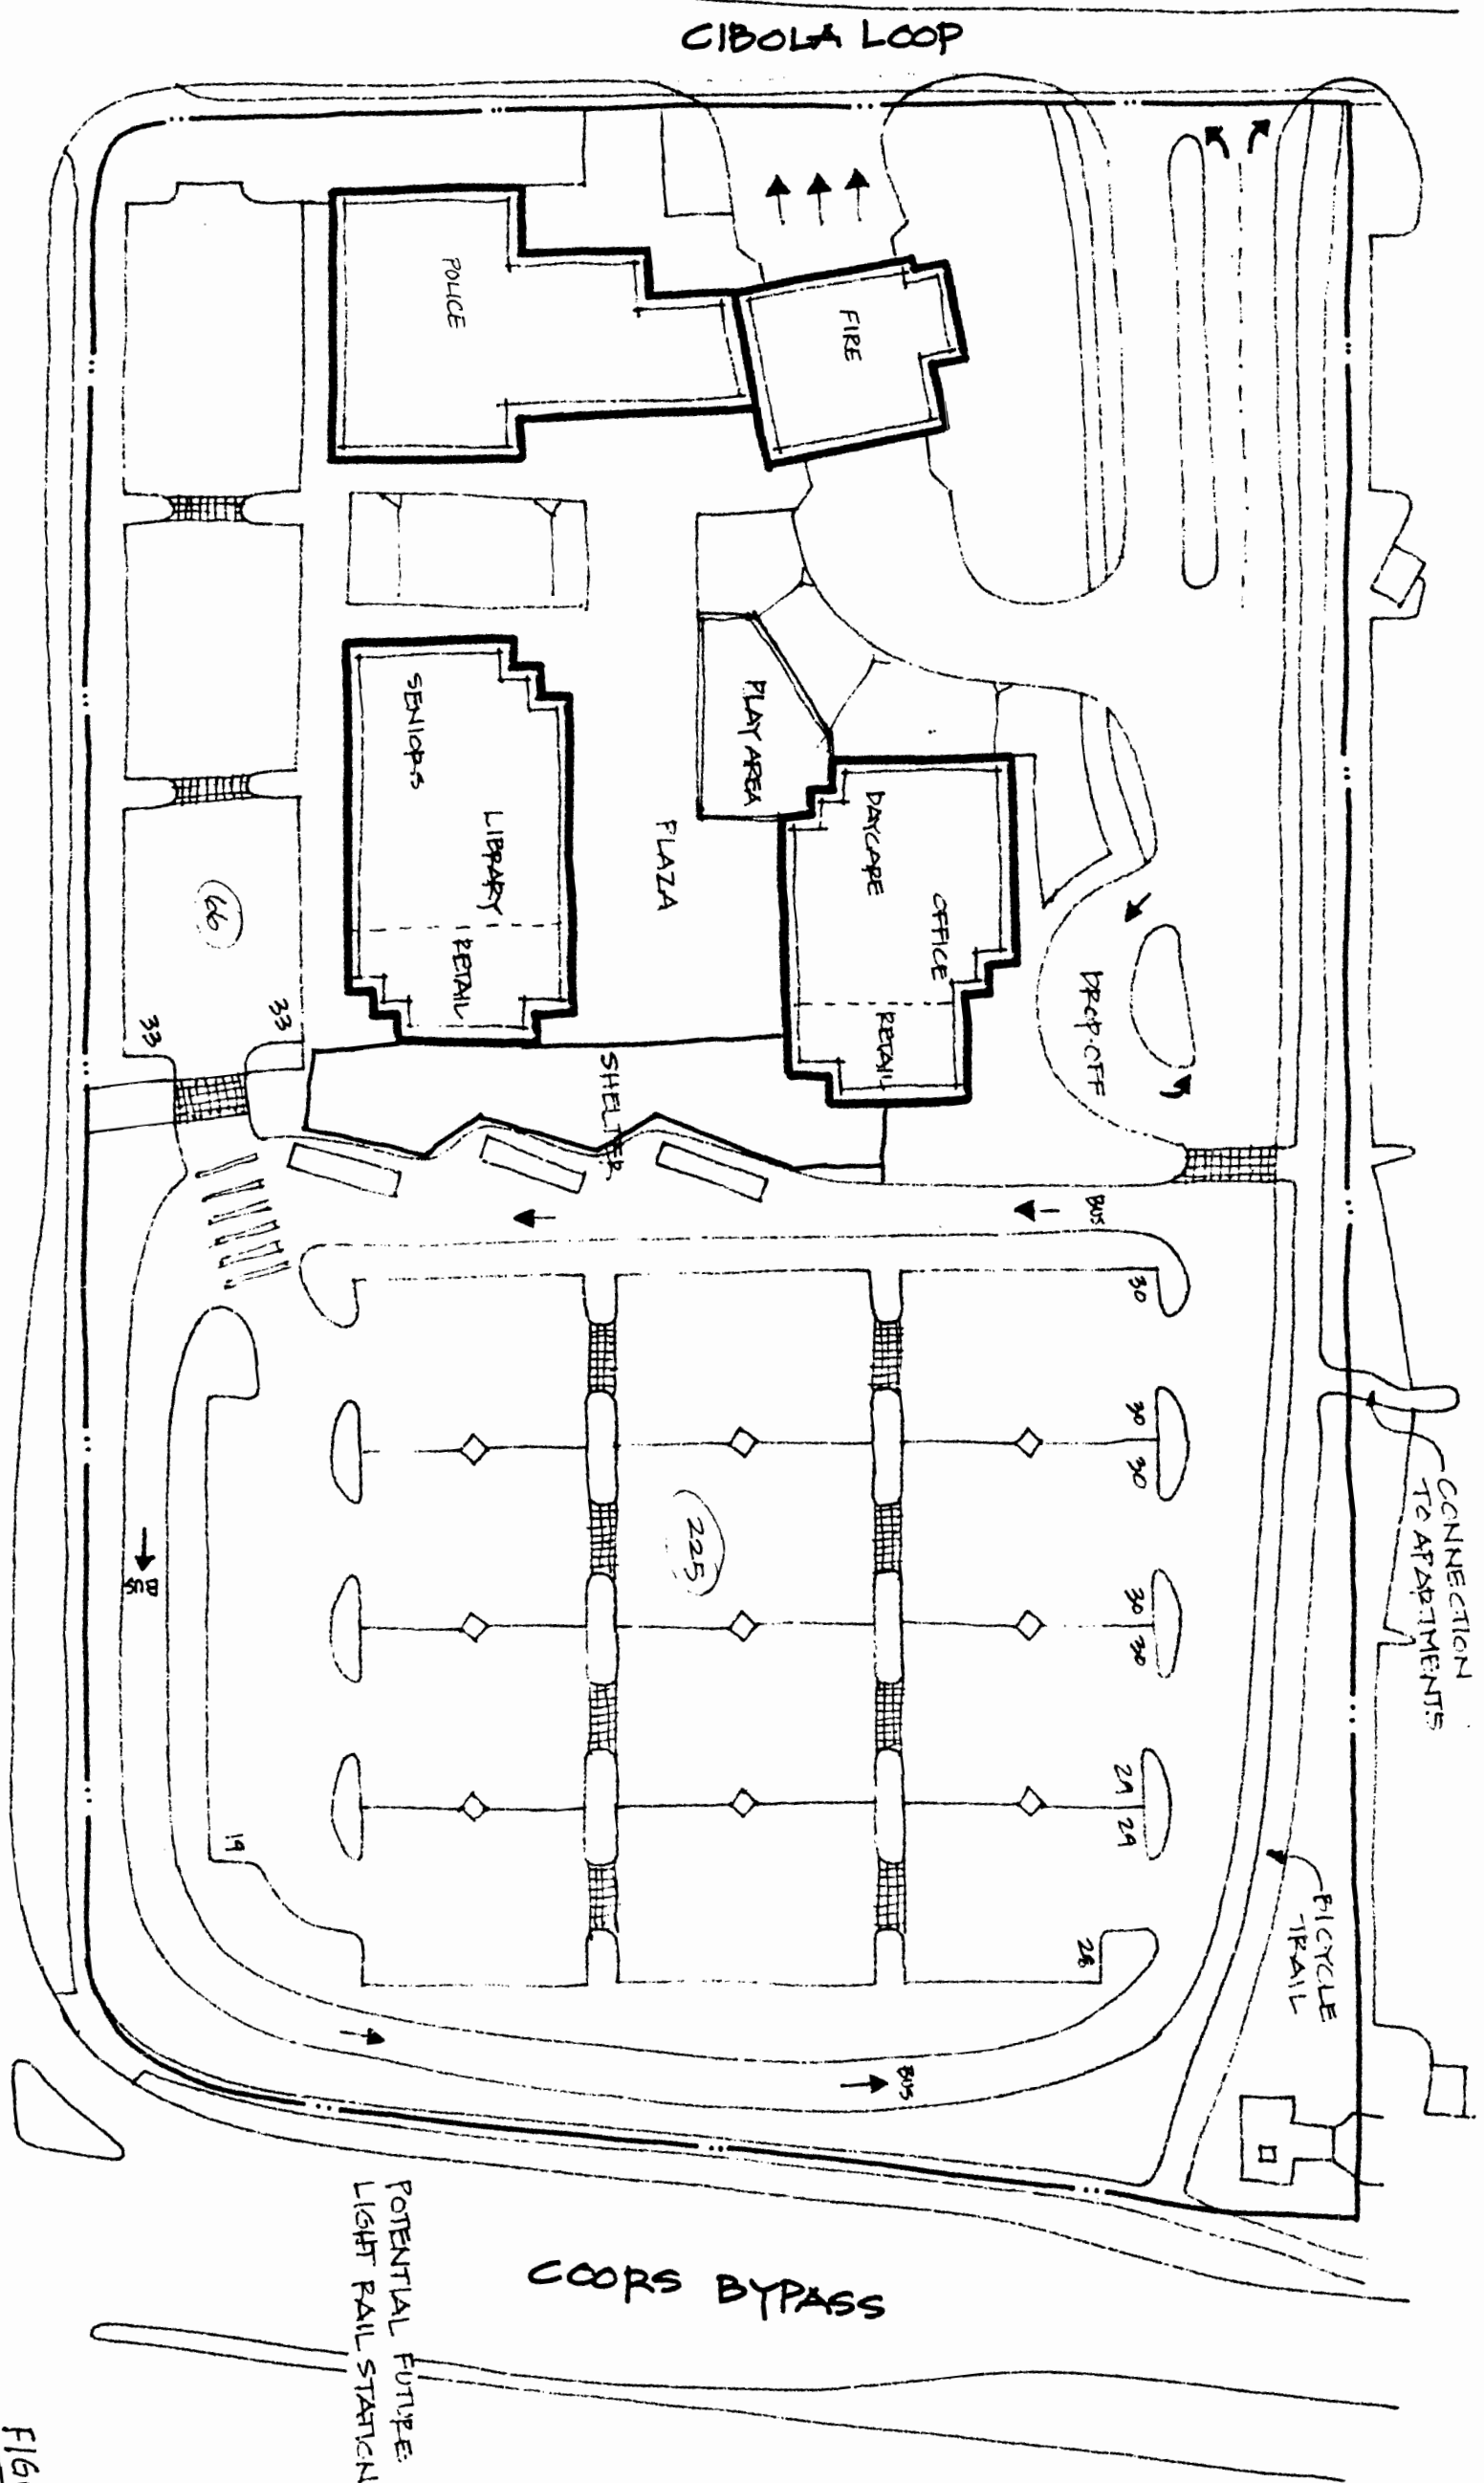 CIBOLA LOOP
POLICE
FIRE
SENIORS
LIBRARY
RETAIL
PLAY AREA
PLAZA
DAYCARE
OFFICE
RETAIL
DROP-OFF
66
33
33
SHELTER
BUS
30
30 30
30 30
29 29
28
225
19
BUS
BUS
CONNECTION
TO APARTMENTS
BICYCLE
TRAIL
COORS BYPASS
POTENTIAL FUTURE
LIGHT RAIL STATION